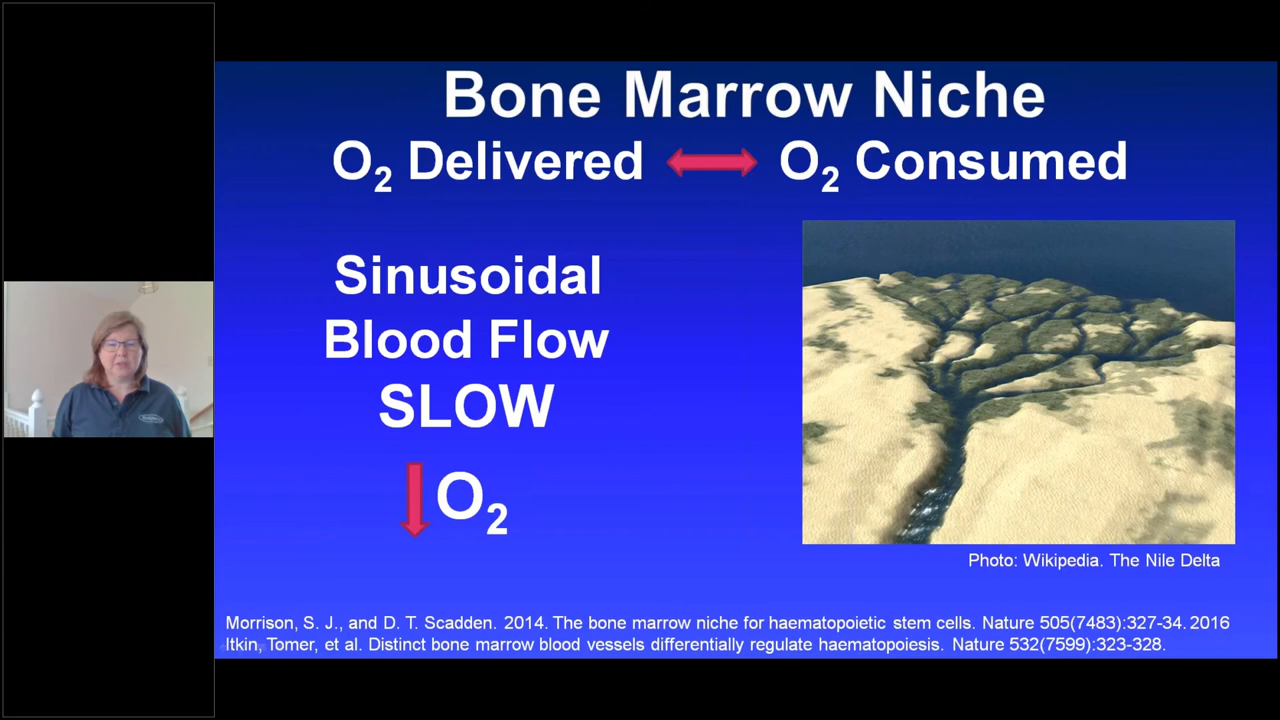 Bone Marrow Niche
O2 Delivered O2 Consumed
Sinusoidal
Blood Flow
SLOW
O2
Photo: Wikipedia. The Nile Delta
Morrison, S. J., and D. T. Scadden. 2014. The bone marrow niche for haematopoietic stem cells. Nature 505(7483):327-34. 2016
Itkin, Tomer, et al. Distinct bone marrow blood vessels differentially regulate haematopoiesis. Nature 532(7599):323-328.